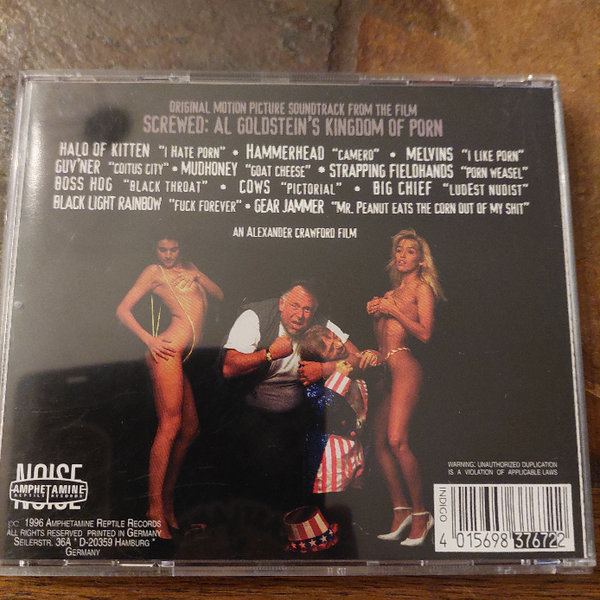 ORIGINAL MOTION PICTURE SOUNDTRACK FROM THE FILM
SCREWED: AL GOLDSTEIN'S KINGDOM OF PORN
HALO OF KITTEN "I HATE PORN" • HAMMERHEAD "CAMERO" • MELVINS "I LIKE PORN"
GUV'NER "COITUS CITY" • MUDHONEY "GOAT CHEESE" • STRAPPING FIELDHANDS "PORN WEASEL"
BOSS HOG "BLACK THROAT" • COWS "PICTORIAL" • BIG CHIEF "LUDEST NUDIST"
BLACK LIGHT RAINBOW "FUCK FOREVER" • GEAR JAMMER "MR. PEANUT EATS THE CORN OUT OF MY SHIT"
AN ALEXANDER CRAWFORD FILM
NOISE
AMPHETAMINE
REPTILE RECORDS
NOISE
1996 AMPHETAMINE REPTILE RECORDS
ALL RIGHTS RESERVED PRINTED IN GERMANY
SEILERSTR. 36A * D-20359 HAMBURG *
GERMANY
WARNING: UNAUTHORIZED DUPLICATION
IS A VIOLATION OF APPLICABLE LAWS
INDIGO
4 015698 376722